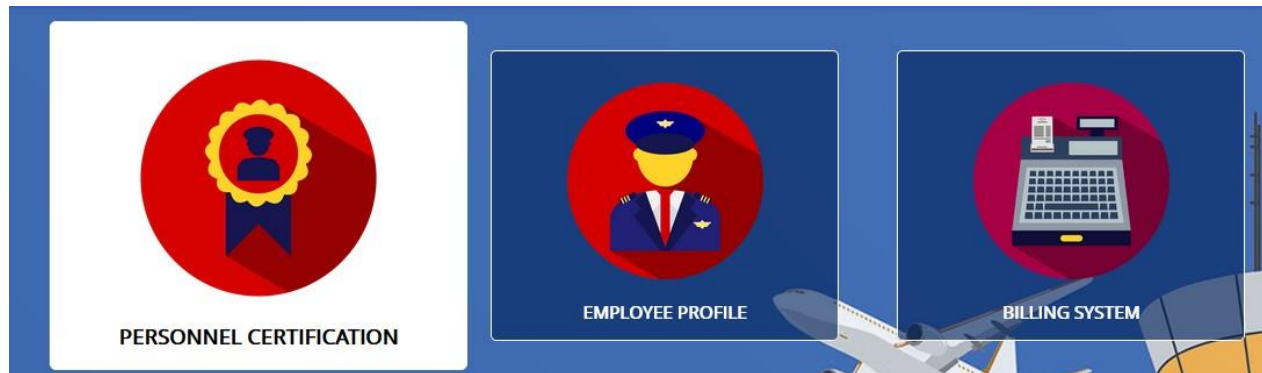 PERSONNEL CERTIFICATION
EMPLOYEE PROFILE
BILLING SYSTEM